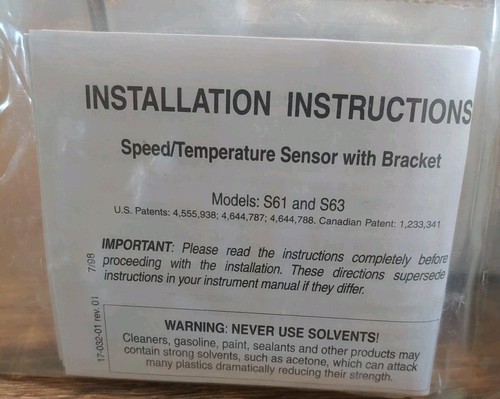 INSTALLATION INSTRUCTIONS
Speed/Temperature Sensor with Bracket
Models: S61 and S63
U.S. Patents: 4,555,938; 4,644,787; 4,644,788. Canadian Patent: 1,233,341
IMPORTANT: Please read the instructions completely before
proceeding with the installation. These directions supersede
instructions in your instrument manual if they differ.
17-032-01 rev. 01 7/98
WARNING: NEVER USE SOLVENTS!
Cleaners, gasoline, paint, sealants and other products may
contain strong solvents, such as acetone, which can attack
many plastics dramatically reducing their strength.